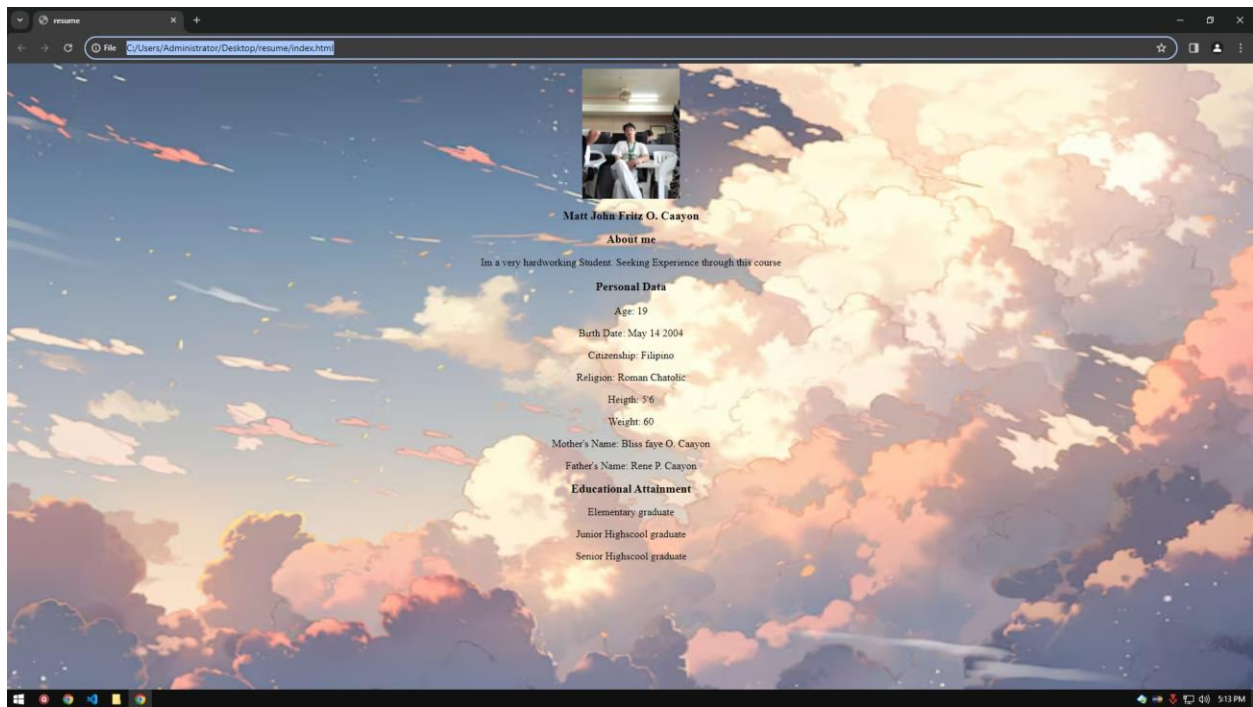 resume
File
C:/Users/Administrator/Desktop/resume/index.html
Matt John Fritz O. Caayon
About me
Im a very hardworking Student. Seeking Experience through this course
Personal Data
Age: 19
Birth Date: May 14 2004
Citizenship: Filipino
Religion: Roman Chatolic
Heigth: 5'6
Weight: 60
Mother's Name: Bliss faye O. Caayon
Father's Name: Rene P. Caayon
Educational Attainment
Elementary graduate
Junior Highscool graduate
Senior Highscool graduate
5:13 PM